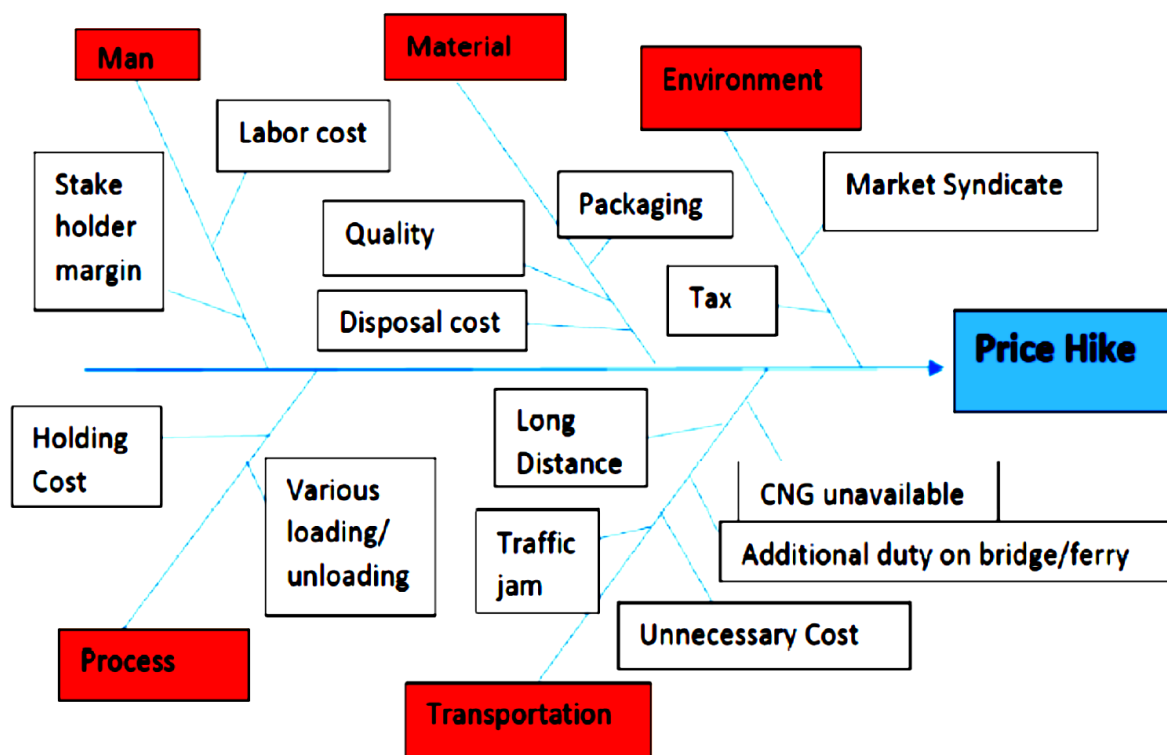 Man
Material
Environment
Labor cost
Stake
holder
margin
Packaging
Market Syndicate
Quality
Tax
Disposal cost
Price Hike
Holding
Cost
Long
Distance
Various
loading/
unloading
CNG unavailable
Traffic
jam
Additional duty on bridge/ferry
Unnecessary Cost
Process
Transportation